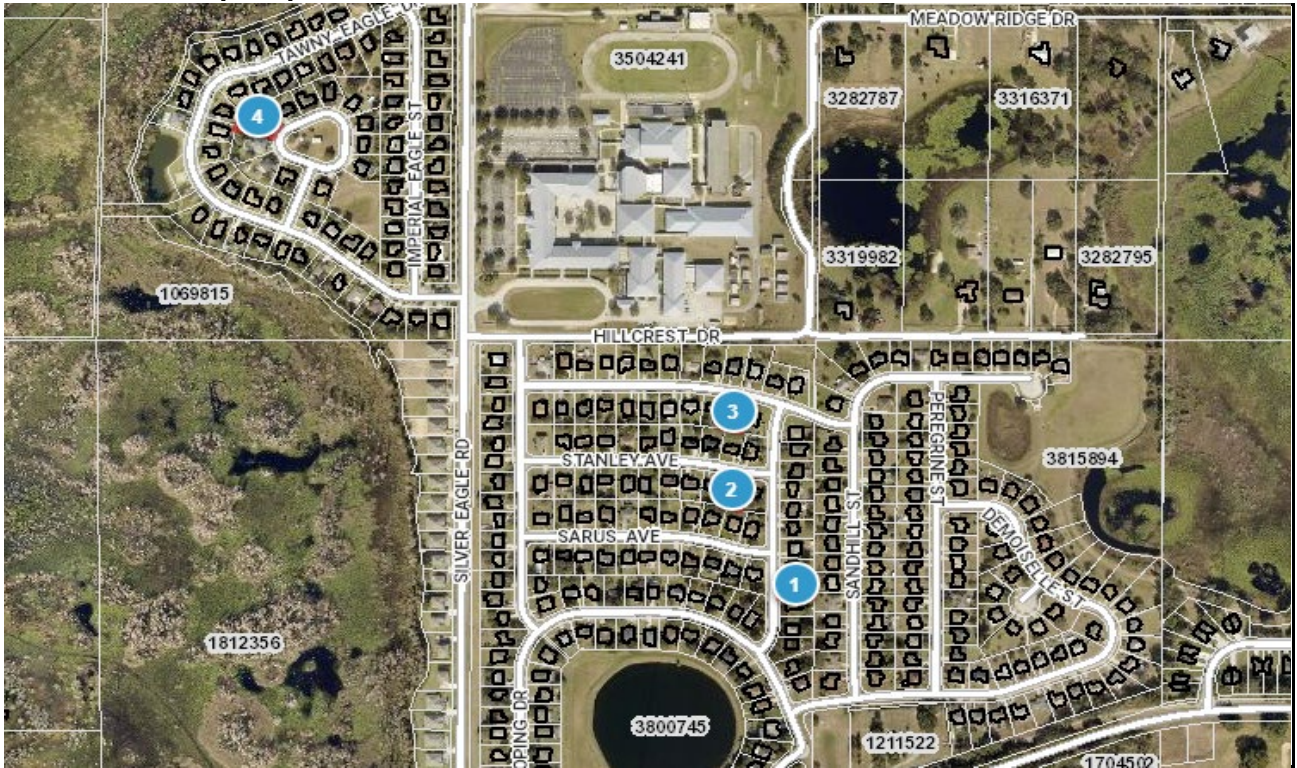 TAWNY EAGLE DR
MEADOW RIDGE DR
3504241
3282787
3316371
4
IMPERIAL EAGLE ST
3319982
3282795
1069815
HILLCREST DR
3
PEREGRINE ST
STANLEY AVE
3815894
2
SILVER EAGLE RD
SANDHILL ST
DEMOISELLE ST
SARUS AVE
1
1812356
OPING DR
3800745
1211522
1704502